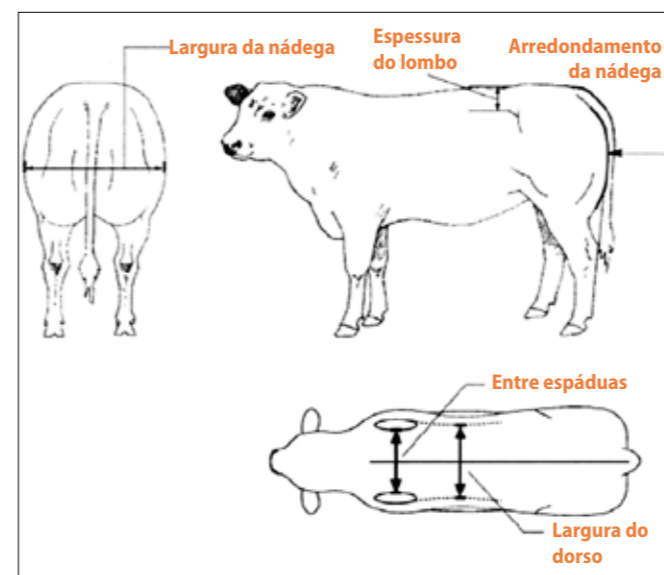 Largura da nádega
Espessura
do lombo
Arredondamento
da nádega
Entre espáduas
Largura do
dorso